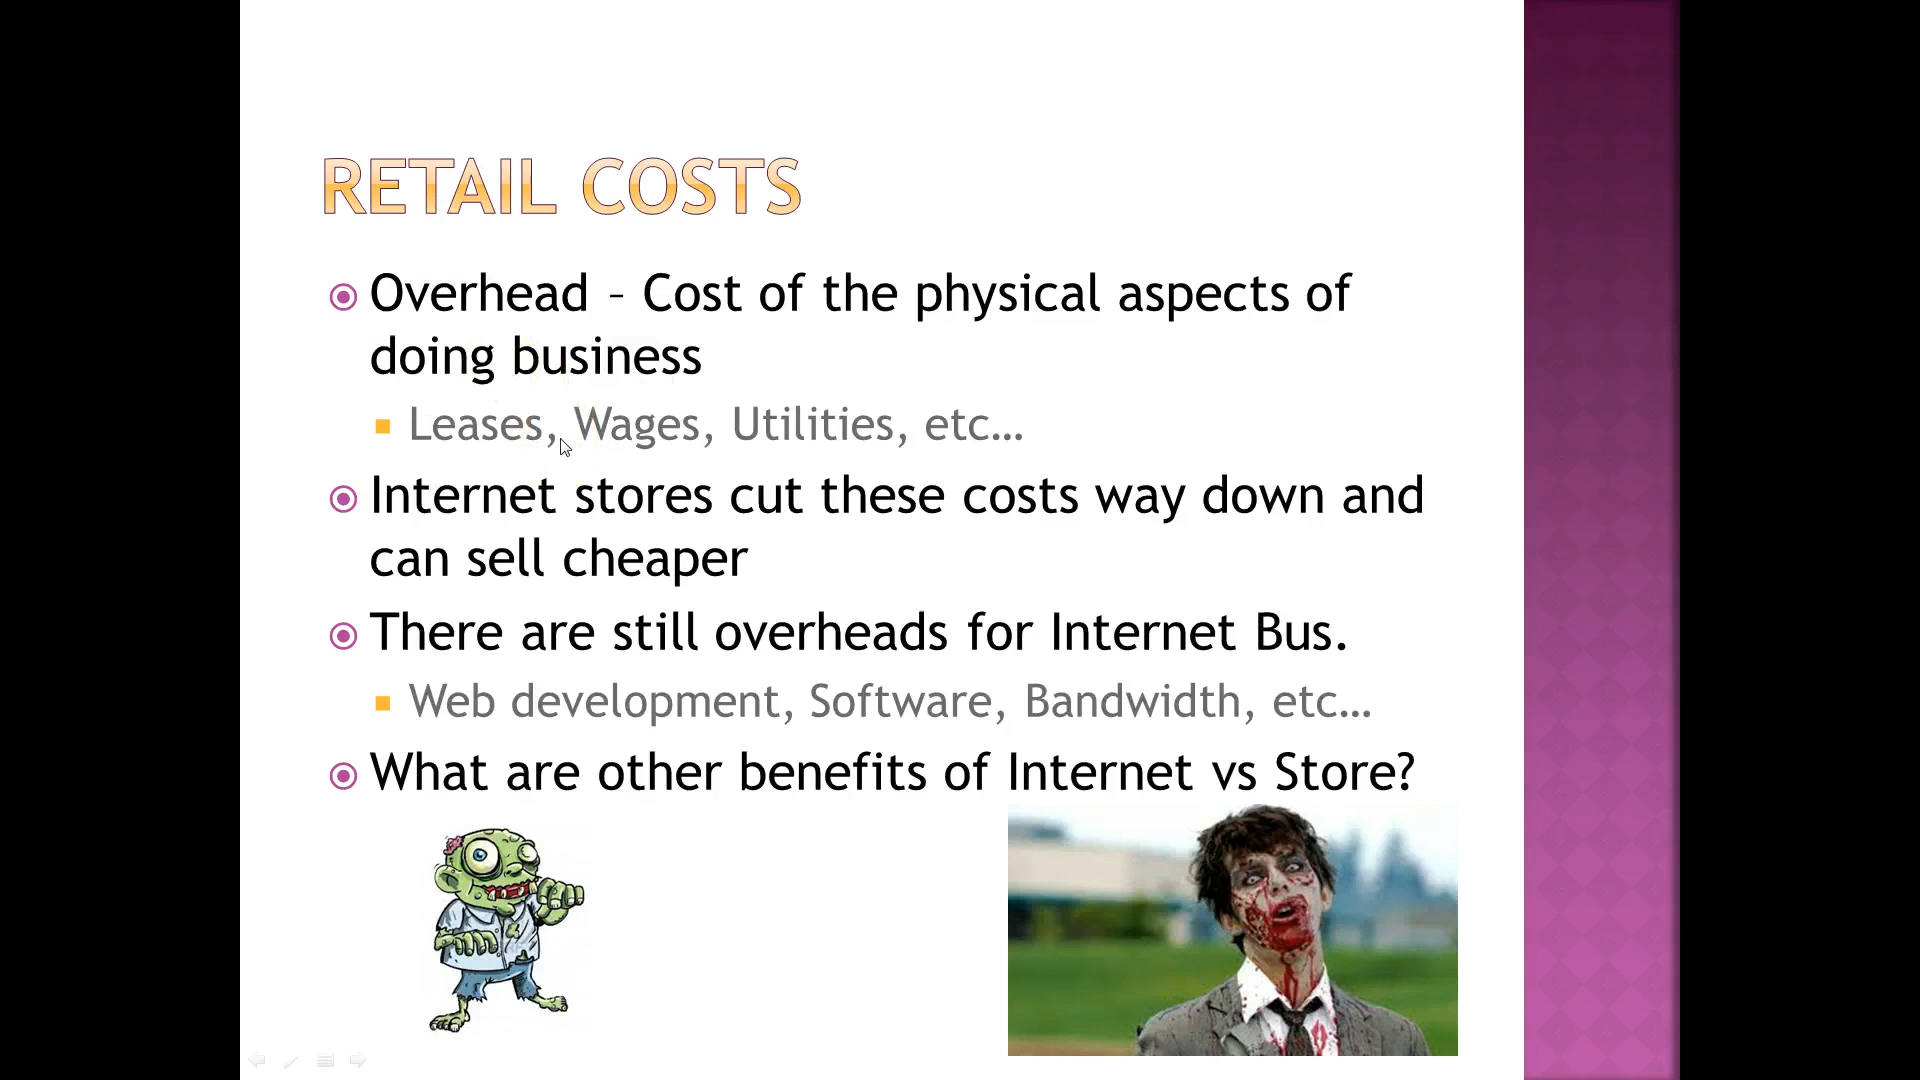 RETAIL COSTS
Overhead – Cost of the physical aspects of
doing business
Leases, Wages, Utilities, etc…
Internet stores cut these costs way down and
can sell cheaper
There are still overheads for Internet Bus.
Web development, Software, Bandwidth, etc…
What are other benefits of Internet vs Store?